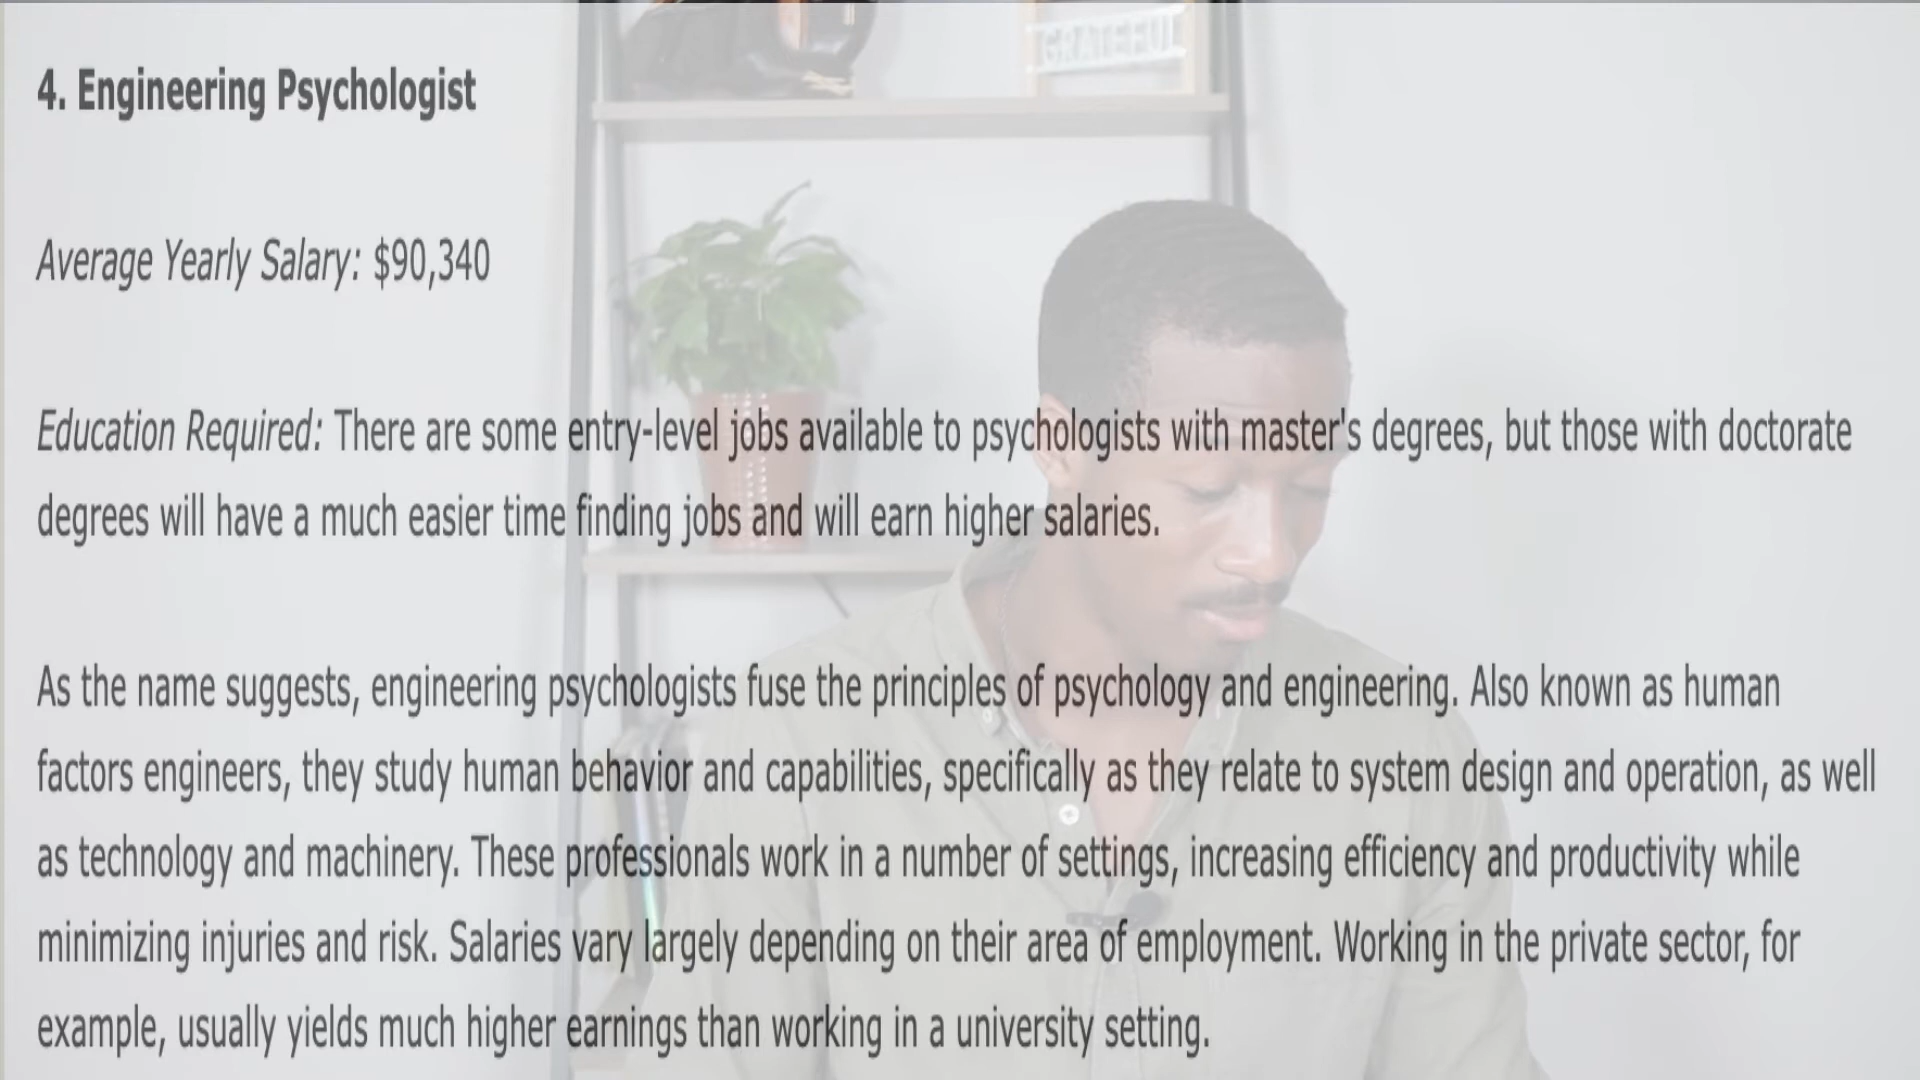 GRATEFUL
4. Engineering Psychologist
Average Yearly Salary: $90,340
Education Required: There are some entry-level jobs available to psychologists with master's degrees, but those with doctorate
degrees will have a much easier time finding jobs and will earn higher salaries.
As the name suggests, engineering psychologists fuse the principles of psychology and engineering. Also known as human
factors engineers, they study human behavior and capabilities, specifically as they relate to system design and operation, as well
as technology and machinery. These professionals work in a number of settings, increasing efficiency and productivity while
minimizing injuries and risk. Salaries vary largely depending on their area of employment. Working in the private sector, for
example, usually yields much higher earnings than working in a university setting.